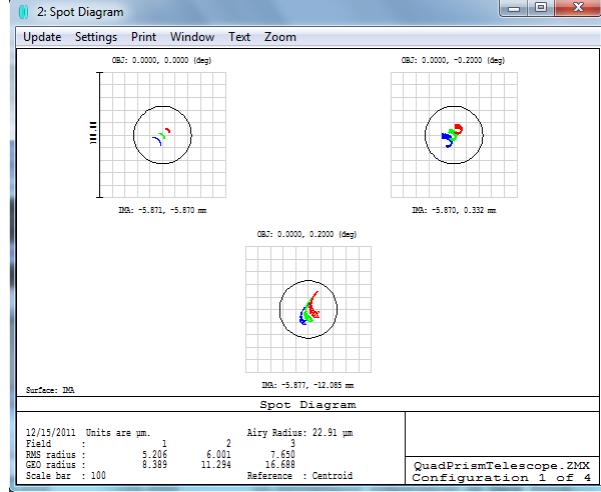 2: Spot Diagram
Update Settings Print Window Text Zoom
OBJ: 0.0000, 0.0000 (deg)
OBJ: 0.0000, -0.2000 (deg)
100.00
IMA: -5.871, -5.870 mm
IMA: -5.870, 0.332 mm
OBJ: 0.0000, 0.2000 (deg)
IMA: -5.877, -12.085 mm
Surface: IMA
Spot Diagram
12/15/2011 Units are µm. Airy Radius: 22.91 µm
Field : 1 2 3
RMS radius : 5.206 6.001 7.650
GEO radius : 8.389 11.294 16.688
Scale bar : 100 Reference : Centroid
QuadPrismTelescope.ZMX
Configuration 1 of 4